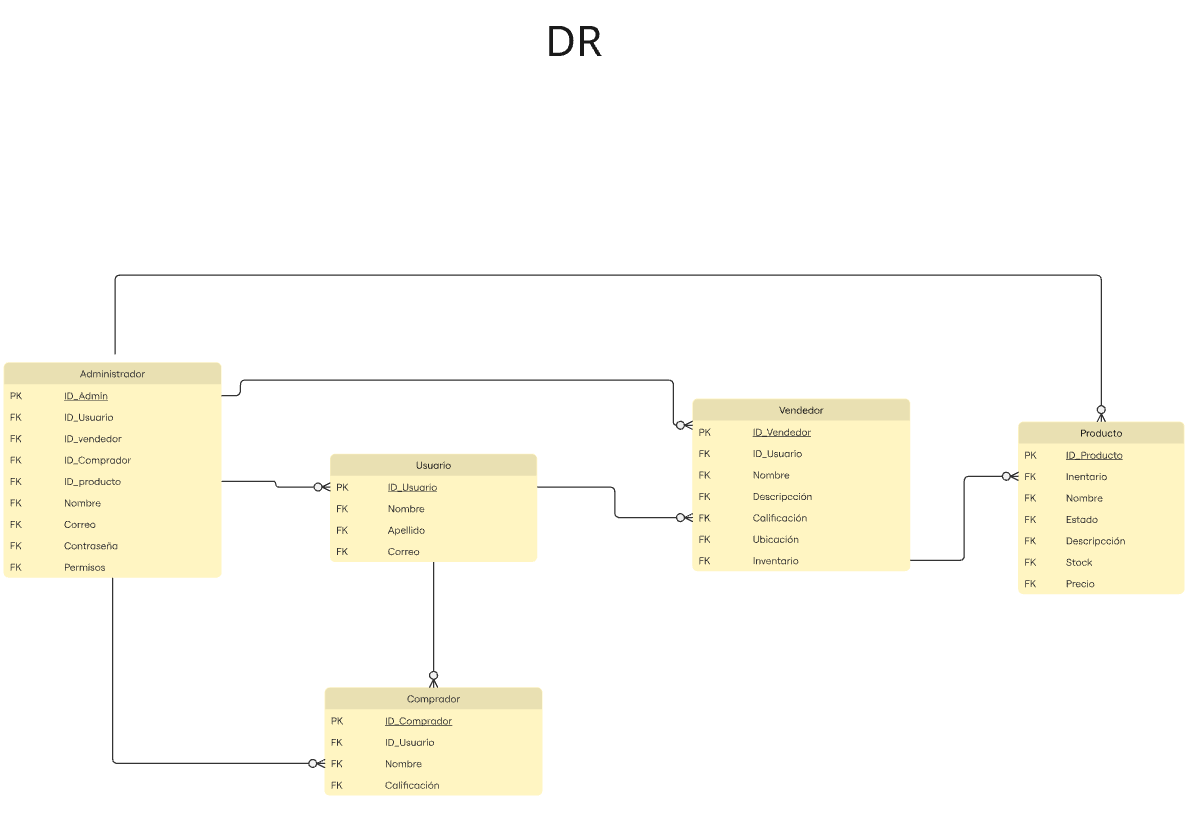 DR
Administrador
PK ID_Admin
FK ID_Usuario
FK ID_vendedor
FK ID_Comprador
FK ID_producto
FK Nombre
FK Correo
FK Contraseña
FK Permisos
Usuario
PK ID_Usuario
FK Nombre
FK Apellido
FK Correo
Vendedor
PK ID_Vendedor
FK ID_Usuario
FK Nombre
FK Descripcción
FK Calificación
FK Ubicación
FK Inventario
Producto
PK ID_Producto
FK Inentario
FK Nombre
FK Estado
FK Descripcción
FK Stock
FK Precio
Comprador
PK ID_Comprador
FK ID_Usuario
FK Nombre
FK Calificación